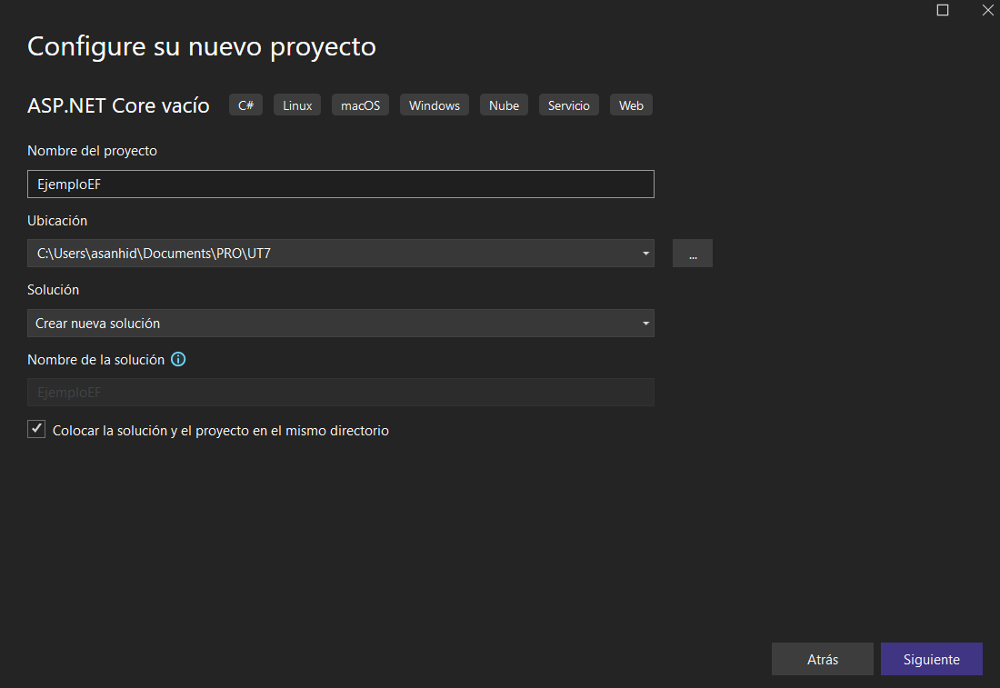 Configure su nuevo proyecto
ASP.NET Core vacío C# Linux macOS Windows Nube Servicio Web
Nombre del proyecto
EjemploEF
Ubicación
C:\Users\asanhid\Documents\PRO\UT7
...
Solución
Crear nueva solución
Nombre de la solución
EjemploEF
Colocar la solución y el proyecto en el mismo directorio
Atrás Siguiente